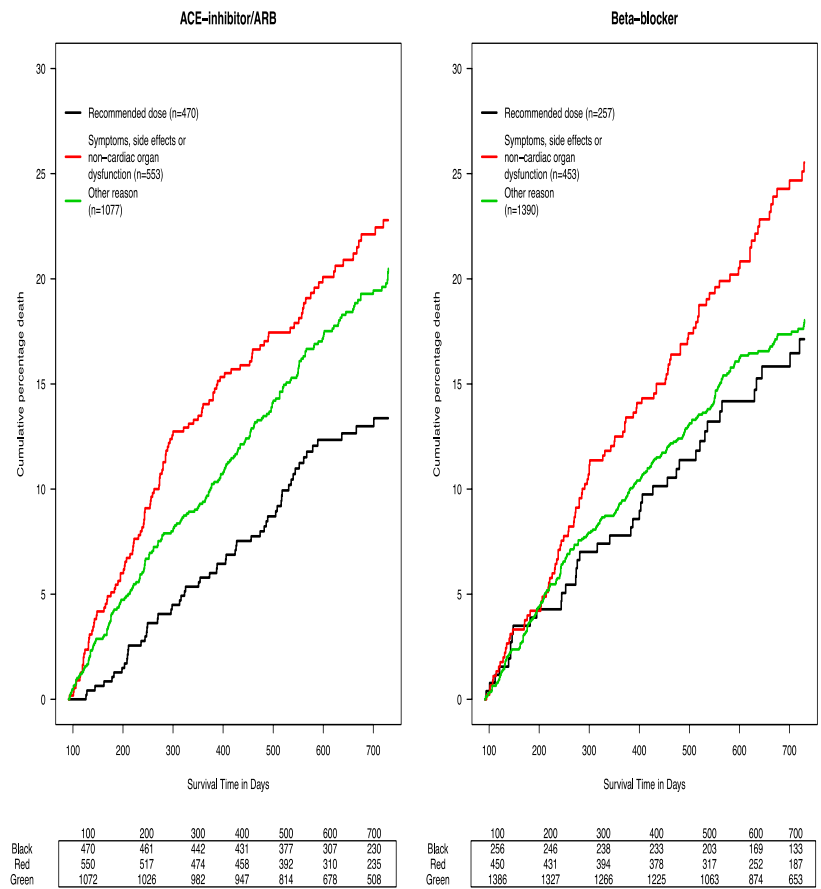 ACE-inhibitor/ARB
30
25
20
15
10
5
0
Cumulative percentage death
Recommended dose (n=470)
Symptoms, side effects or
non-cardiac organ
dysfunction (n=553)
Other reason
(n=1077)
100 200 300 400 500 600 700
Survival Time in Days
100 200 300 400 500 600 700
Black 470 461 442 431 377 307 230
Red 550 517 474 458 392 310 235
Green 1072 1026 982 947 814 678 508
Beta-blocker
30
25
20
15
10
5
0
Cumulative percentage death
Recommended dose (n=257)
Symptoms, side effects or
non-cardiac organ
dysfunction (n=453)
Other reason
(n=1390)
100 200 300 400 500 600 700
Survival Time in Days
100 200 300 400 500 600 700
Black 256 246 238 233 203 169 133
Red 450 431 394 378 317 252 187
Green 1386 1327 1266 1225 1063 874 653